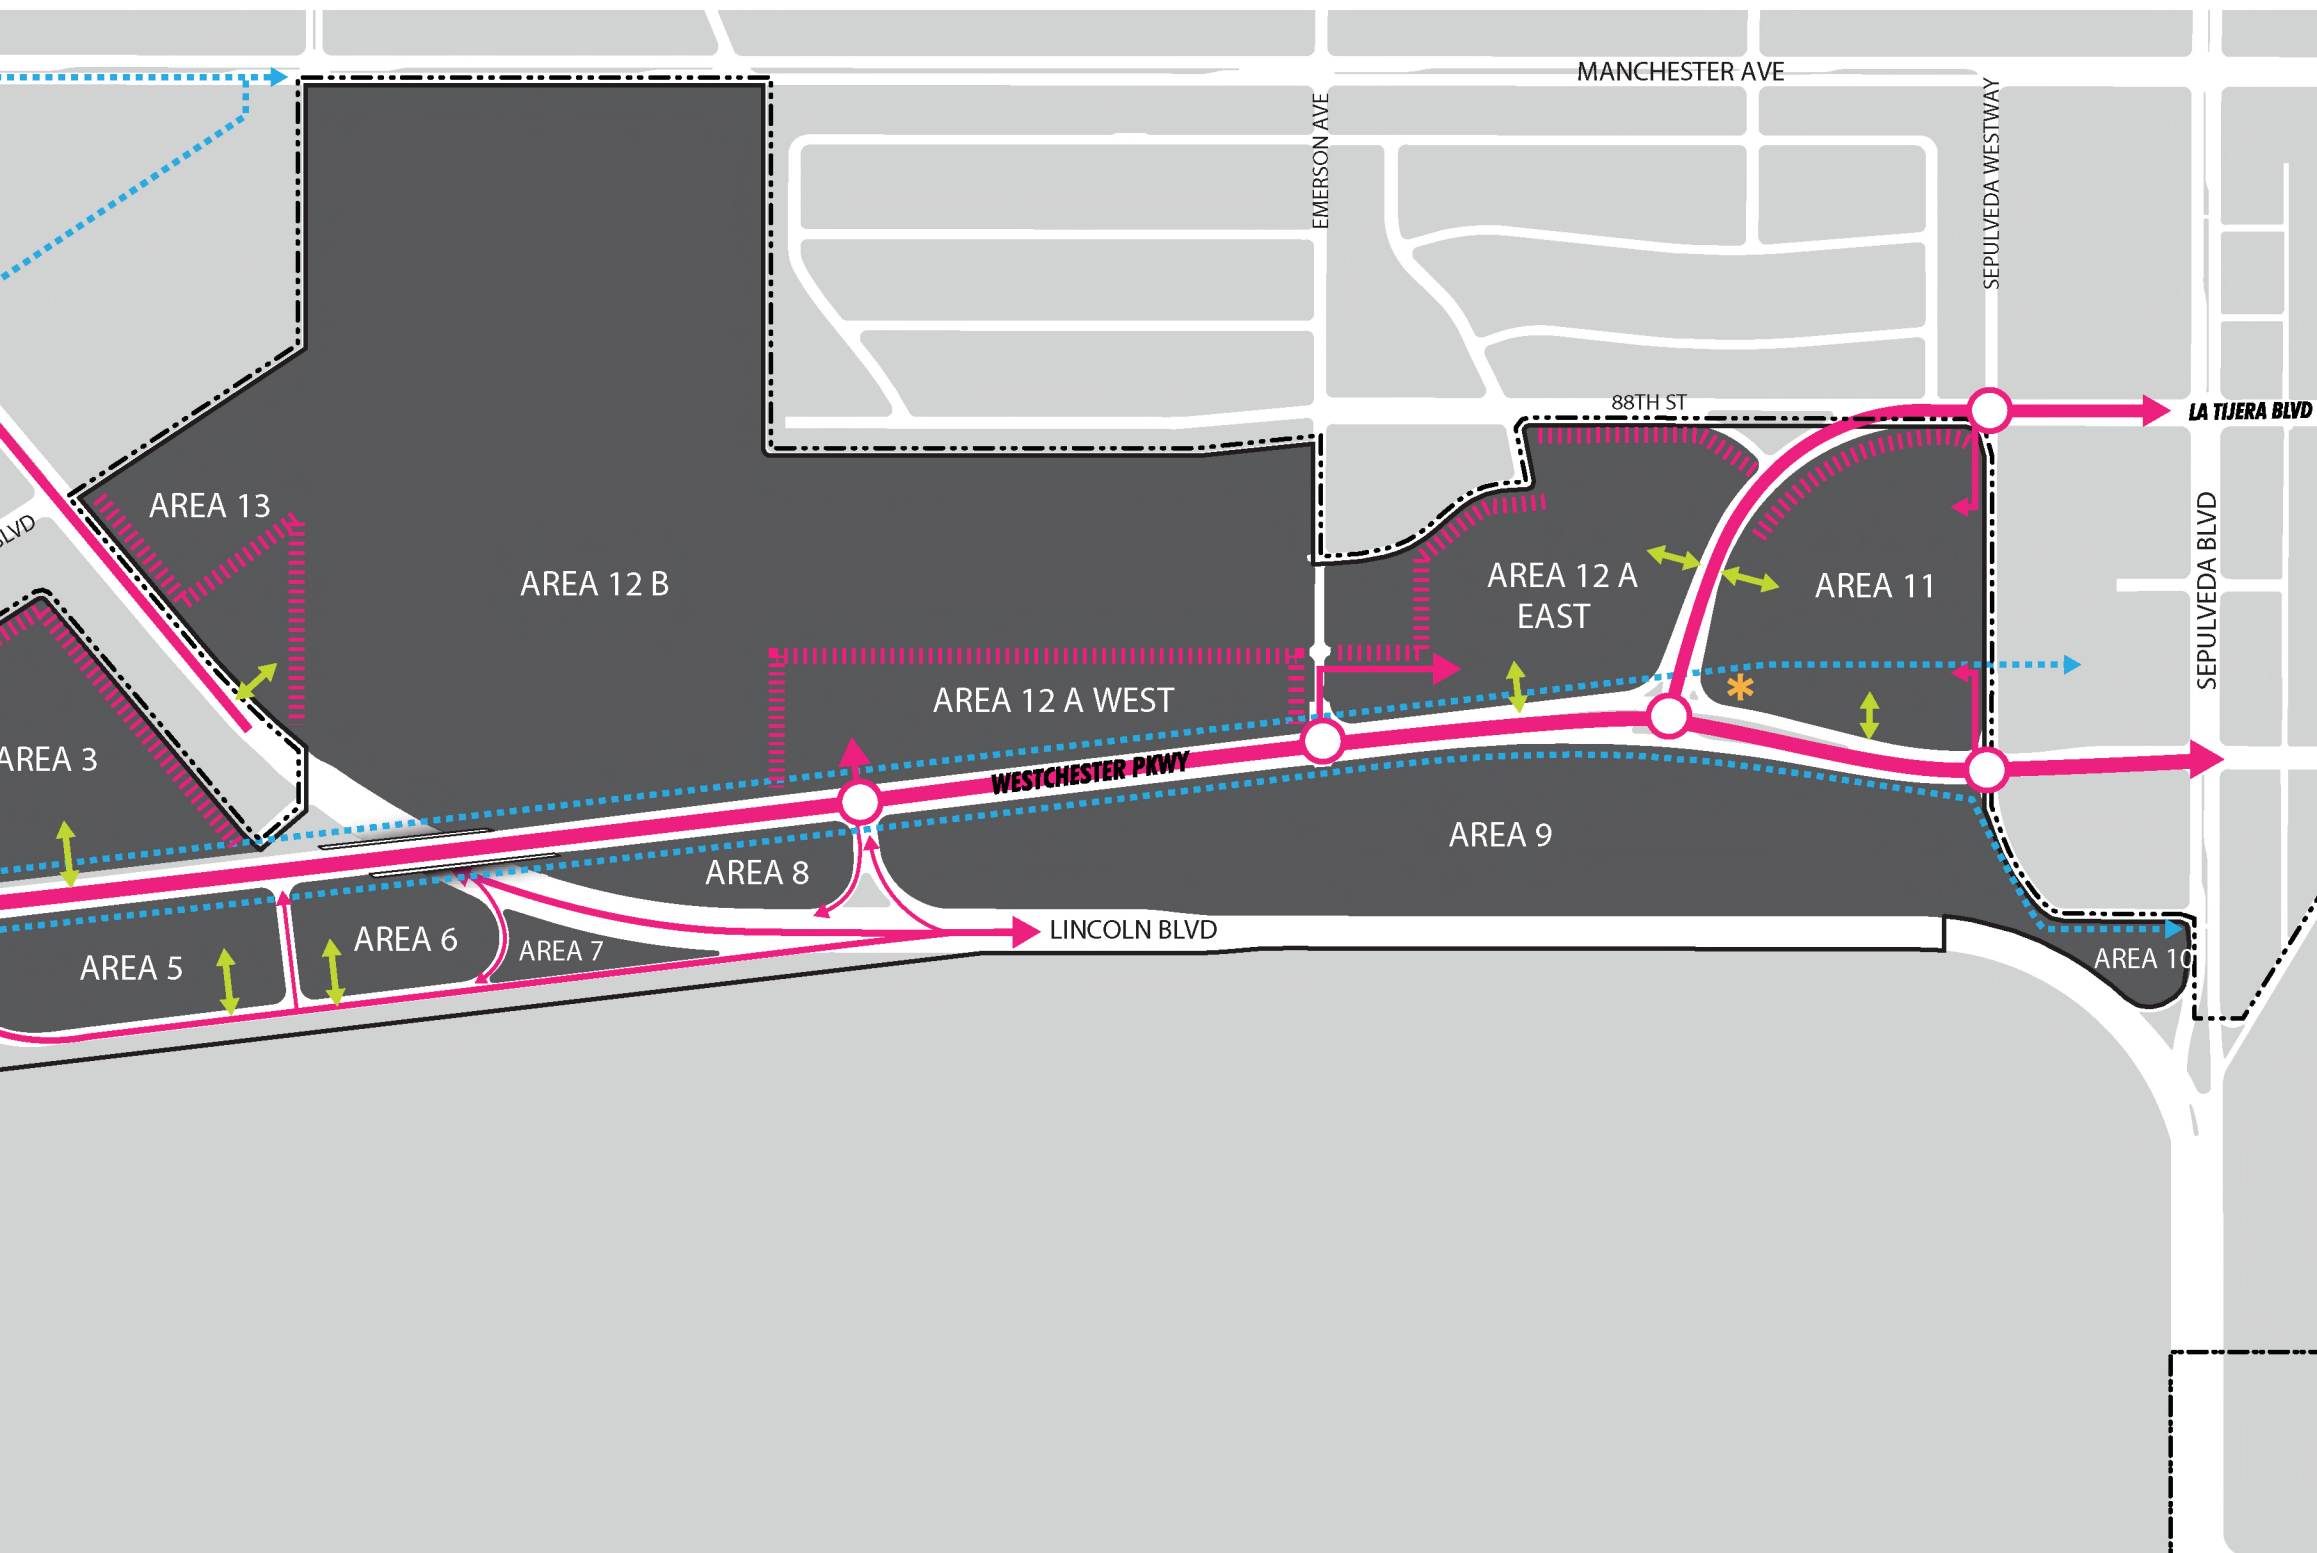 MANCHESTER AVE
EMERSON AVE
SEPULVEDA WESTWAY
88TH ST
LA TIJERA BLVD
AREA 13
BLVD
AREA 12 B
AREA 12 A
EAST
AREA 11
SEPULVEDA BLVD
AREA 12 A WEST
AREA 3
WESTCHESTER PKWY
AREA 9
AREA 8
AREA 6
AREA 7
LINCOLN BLVD
AREA 5
AREA 10